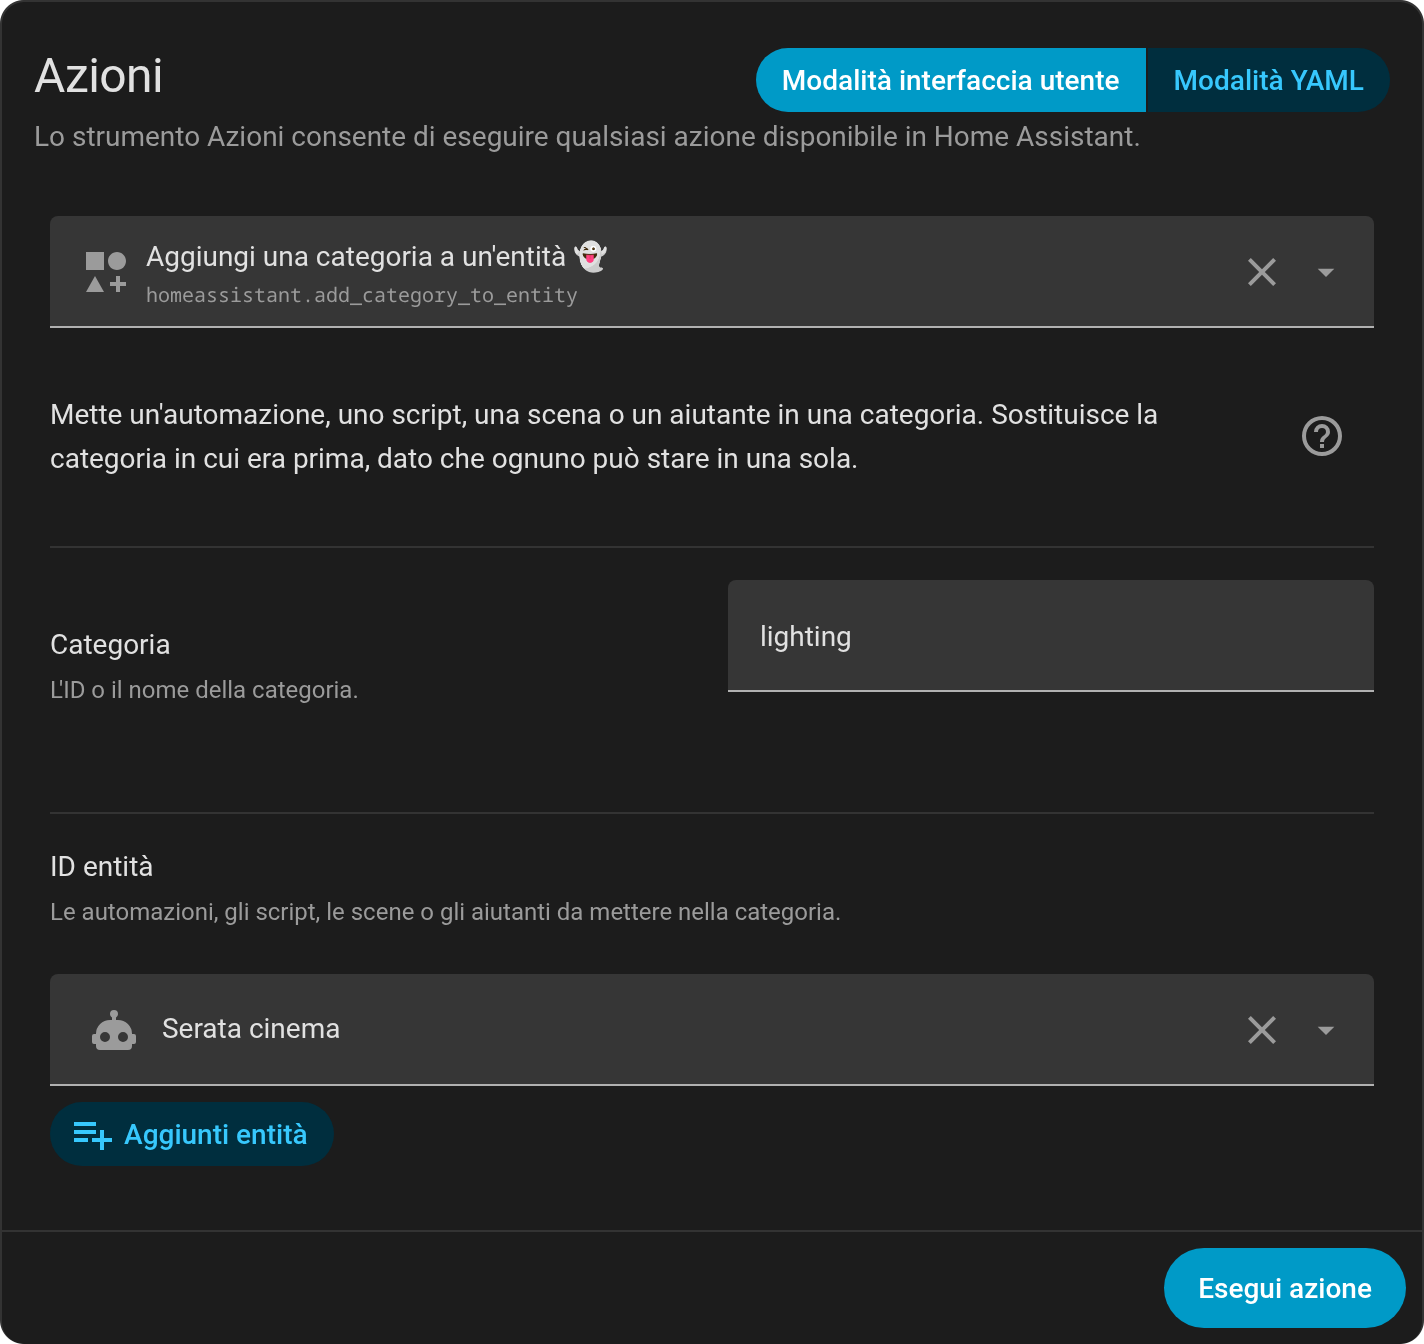 Azioni
Modalità interfaccia utente
Modalità YAML
Lo strumento Azioni consente di eseguire qualsiasi azione disponibile in Home Assistant.
Aggiungi una categoria a un'entità 👻
homeassistant.add_category_to_entity
Mette un'automazione, uno script, una scena o un aiutante in una categoria. Sostituisce la
categoria in cui era prima, dato che ognuno può stare in una sola.
Categoria
L'ID o il nome della categoria.
lighting
ID entità
Le automazioni, gli script, le scene o gli aiutanti da mettere nella categoria.
Serata cinema
Aggiunti entità
Esegui azione